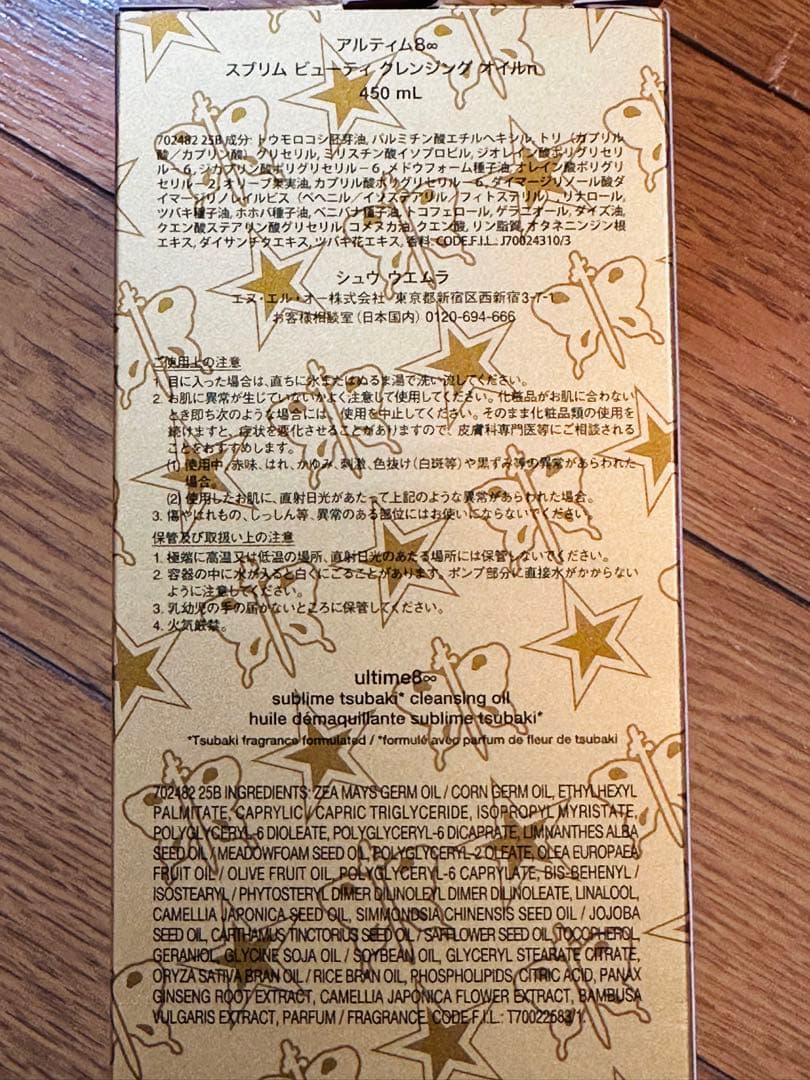 アルティム8∞
スブリム ビューティ クレンジング オイルn
450 mL
702482 25B 成分: トウモロコシ胚芽油, パルミチン酸エチルヘキシル, トリ（カプリル
酸／カプリン酸）グリセリル, ミリスチン酸イソプロピル, ジオレイン酸ポリグリセリ
ル－6, ジカプリン酸ポリグリセリル－6, メドウフォーム種子油, オレイン酸ポリグリ
セリル－2, オリーブ果実油, カプリル酸ポリグリセリル－6, ダイマージリノール酸ダ
イマージリノレイルビス（ベヘニル／イソステアリル／フィトステリル）, リナロール,
ツバキ種子油, ホホバ種子油, ベニバナ種子油, トコフェロール, ゲラニオール, ダイズ油,
クエン酸ステアリン酸グリセリル, コメヌカ油, クエン酸, リン脂質, オタネニンジン根
エキス, ダイサンチクエキス, ツバキ花エキス, 香料: CODE.F.I.L.: J70024310/3
シュウ ウエムラ
エヌ・エル・オー株式会社 東京都新宿区西新宿3-7-1
お客様相談室（日本国内）0120-694-666
ご使用上の注意
1. 目に入った場合は、直ちに水またはぬるま湯で洗い流してください。
2. お肌に異常が生じていないかよく注意して使用してください。化粧品がお肌に合わない
とき即ち次のような場合には、使用を中止してください。そのまま化粧品類の使用を
続けますと、症状を悪化させることがありますので、皮膚科専門医等にご相談される
ことをおすすめします。
(1) 使用中、赤味、はれ、かゆみ、刺激、色抜け（白斑等）や黒ずみ等の異常があらわれた
場合。
(2) 使用したお肌に、直射日光があたって上記のような異常があらわれた場合。
3. 傷やはれもの、しっしん等、異常のある部位にはお使いにならないでください。
保管及び取扱い上の注意
1. 極端に高温又は低温の場所、直射日光のあたる場所には保管しないでください。
2. 容器の中に水が入ると白くにごることがあります。ポンプ部分に直接水がかからない
ように注意してください。
3. 乳幼児の手の届かないところに保管してください。
4. 火気厳禁。
ultime8∞
sublime tsubaki* cleansing oil
huile démaquillante sublime tsubaki*
*Tsubaki fragrance formulated / *formulé avec parfum de fleur de tsubaki
702482 25B INGREDIENTS: ZEA MAYS GERM OIL / CORN GERM OIL, ETHYLHEXYL
PALMITATE, CAPRYLIC / CAPRIC TRIGLYCERIDE, ISOPROPYL MYRISTATE,
POLYGLYCERYL-6 DIOLEATE, POLYGLYCERYL-6 DICAPRATE, LIMNANTHES ALBA
SEED OIL / MEADOWFOAM SEED OIL, POLYGLYCERYL-2 OLEATE, OLEA EUROPAEA
FRUIT OIL / OLIVE FRUIT OIL, POLYGLYCERYL-6 CAPRYLATE, BIS-BEHENYL /
ISOSTEARYL / PHYTOSTERYL DIMER DILINOLEYL DIMER DILINOLEATE, LINALOOL,
CAMELLIA JAPONICA SEED OIL, SIMMONDSIA CHINENSIS SEED OIL / JOJOBA
SEED OIL, CARTHAMUS TINCTORIUS SEED OIL / SAFFLOWER SEED OIL, TOCOPHEROL,
GERANIOL, GLYCINE SOJA OIL / SOYBEAN OIL, GLYCERYL STEARATE CITRATE,
ORYZA SATIVA BRAN OIL / RICE BRAN OIL, PHOSPHOLIPIDS, CITRIC ACID, PANAX
GINSENG ROOT EXTRACT, CAMELLIA JAPONICA FLOWER EXTRACT, BAMBUSA
VULGARIS EXTRACT, PARFUM / FRAGRANCE. CODE F.I.L.: T70022583/1